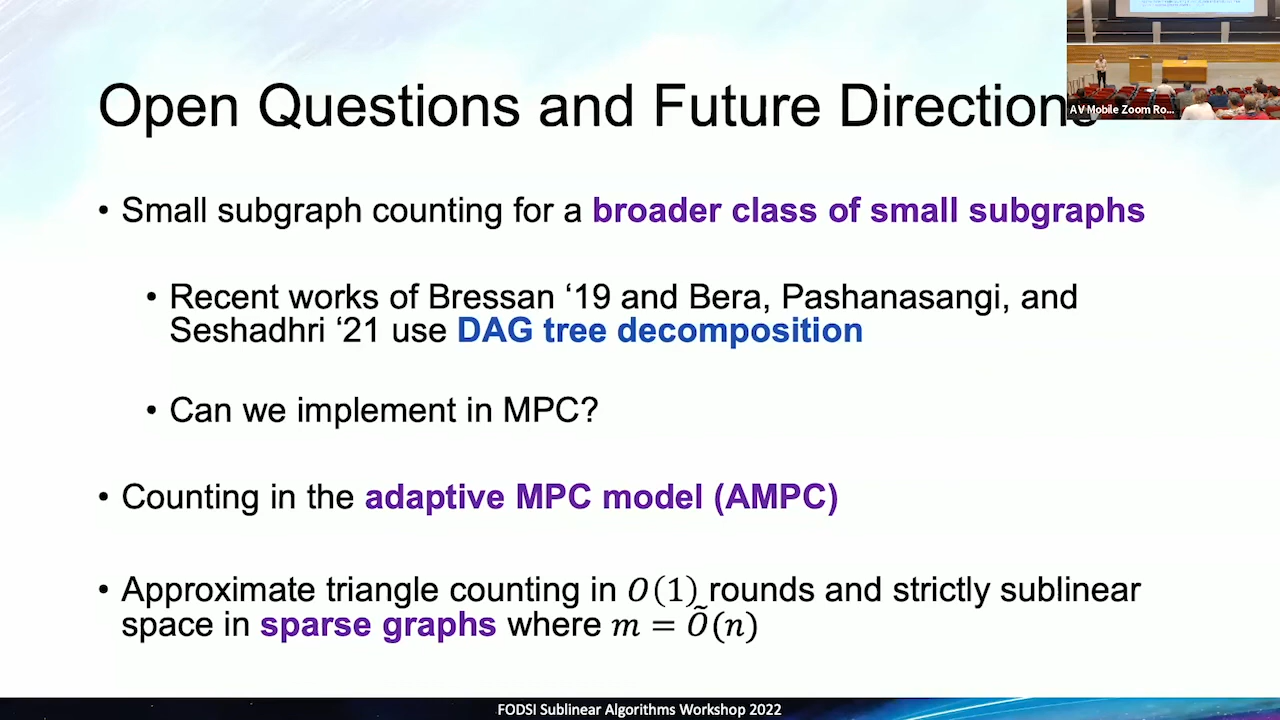 Open Questions and Future Directions
AV Mobile Zoom Ro...
• Small subgraph counting for a broader class of small subgraphs
• Recent works of Bressan ‘19 and Bera, Pashanasangi, and
Seshadhri ‘21 use DAG tree decomposition
• Can we implement in MPC?
• Counting in the adaptive MPC model (AMPC)
• Approximate triangle counting in O(1) rounds and strictly sublinear
space in sparse graphs where m = Õ(n)
FODSI Sublinear Algorithms Workshop 2022